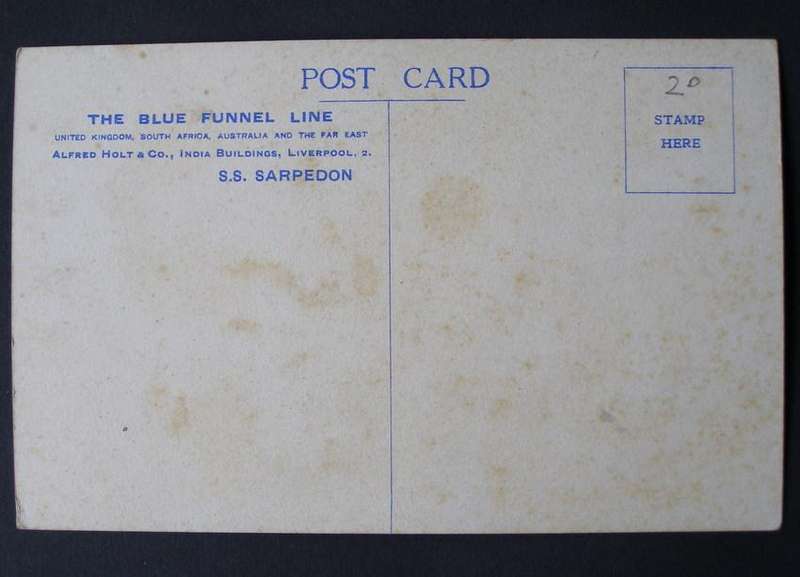 POST CARD
THE BLUE FUNNEL LINE
UNITED KINGDOM, SOUTH AFRICA, AUSTRALIA AND THE FAR EAST
ALFRED HOLT & CO., INDIA BUILDINGS, LIVERPOOL, 2.
S.S. SARPEDON
20
STAMP
HERE